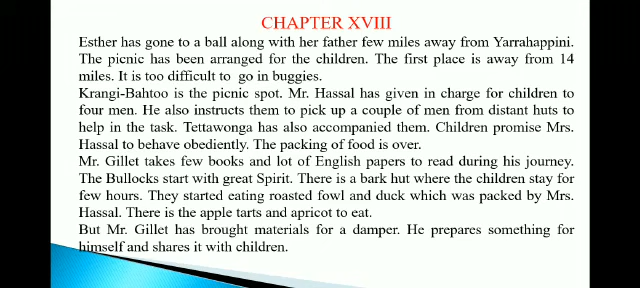 CHAPTER XVIII
Esther has gone to a ball along with her father few miles away from Yarrahappini.
The picnic has been arranged for the children. The first place is away from 14
miles. It is too difficult to go in buggies.
Krangi-Bahtoo is the picnic spot. Mr. Hassal has given in charge for children to
four men. He also instructs them to pick up a couple of men from distant huts to
help in the task. Tettawonga has also accompanied them. Children promise Mrs.
Hassal to behave obediently. The packing of food is over.
Mr. Gillet takes few books and lot of English papers to read during his journey.
The Bullocks start with great Spirit. There is a bark hut where the children stay for
few hours. They started eating roasted fowl and duck which was packed by Mrs.
Hassal. There is the apple tarts and apricot to eat.
But Mr. Gillet has brought materials for a damper. He prepares something for
himself and shares it with children.